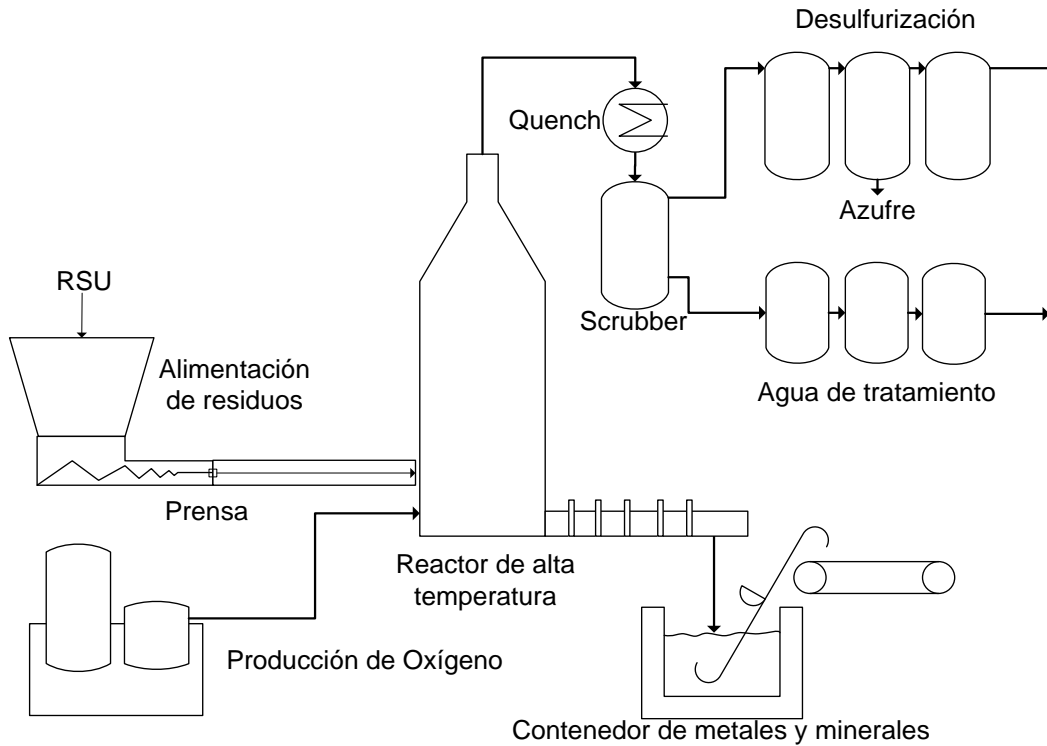 Desulfurización
Quench
Azufre
RSU
Scrubber
Alimentación
de residuos
Agua de tratamiento
Prensa
Reactor de alta
temperatura
Producción de Oxígeno
Contenedor de metales y minerales